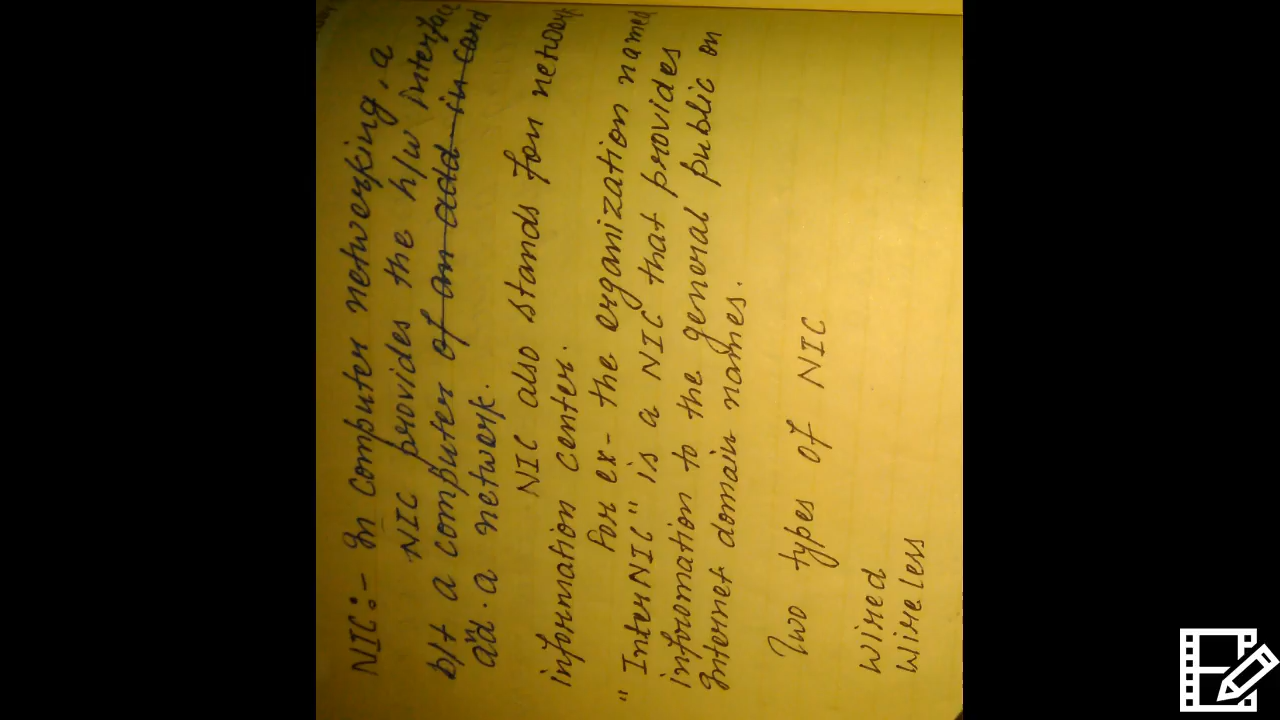 NIC:- In computer networking, a
NIC provides the h/w interface
b/t a computer of an add-in card
and a network.
NIC also stands for network
information center.
for ex- the organization named
"InterNIC" is a NIC that provides
information to the general public on
Internet domain names.
Two types of NIC
Wired
Wireless